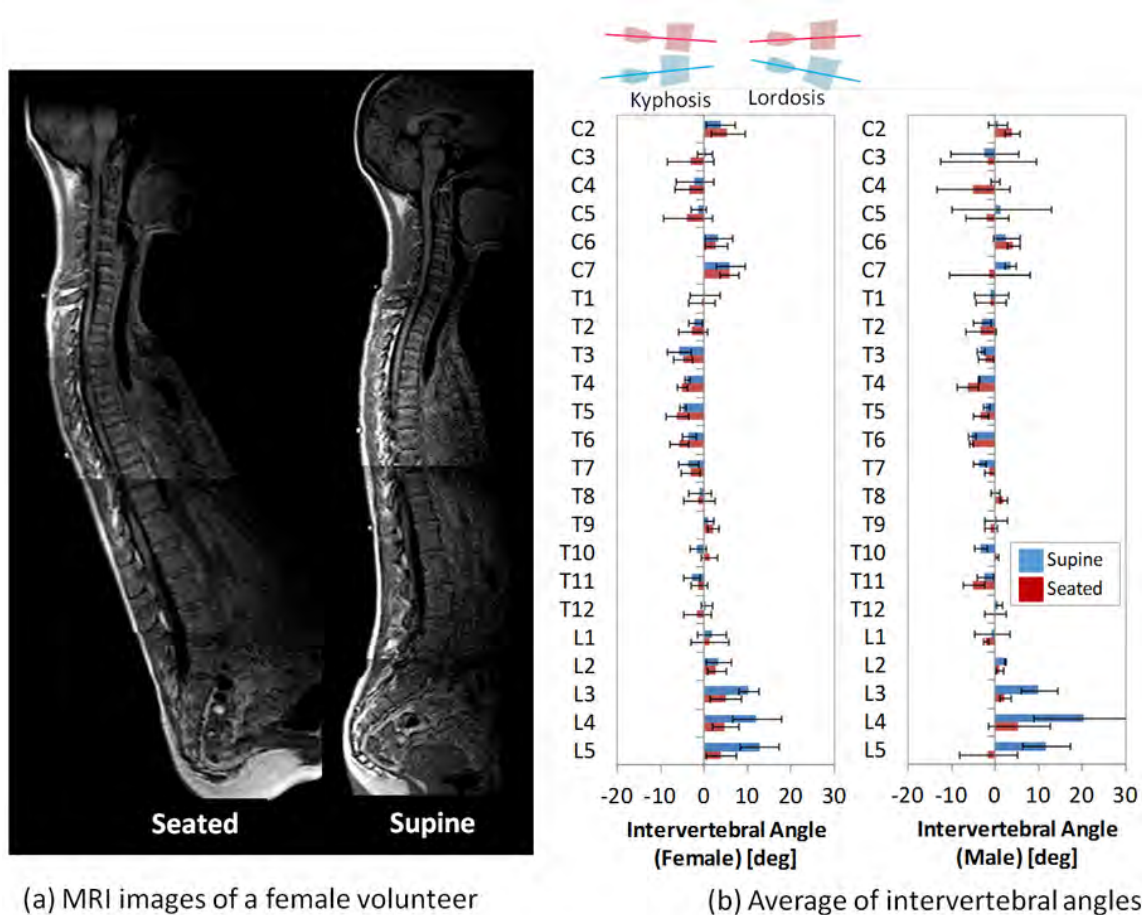 Kyphosis Lordosis
C2
C3
C4
C5
C6
C7
T1
T2
T3
T4
T5
T6
T7
T8
T9
T10
T11
T12
L1
L2
L3
L4
L5
-20 -10 0 10 20 30
Intervertebral Angle
(Female) [deg]
C2
C3
C4
C5
C6
C7
T1
T2
T3
T4
T5
T6
T7
T8
T9
T10
T11
T12
L1
L2
L3
L4
L5
Supine
Seated
-20 -10 0 10 20 30
Intervertebral Angle
(Male) [deg]
Seated Supine
(a) MRI images of a female volunteer
(b) Average of intervertebral angles